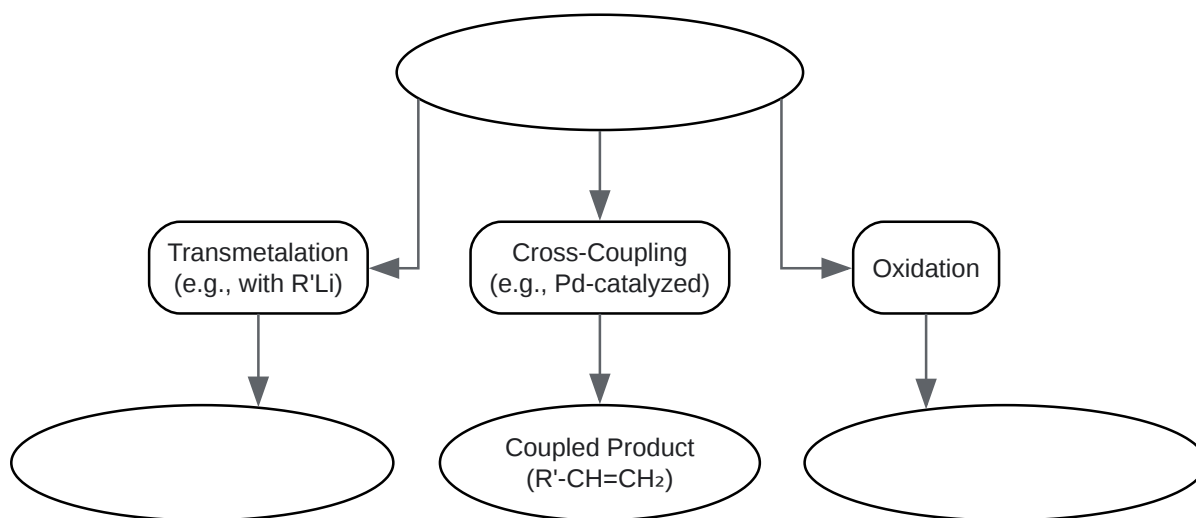 Transmetalation
(e.g., with R'Li)
Cross-Coupling
(e.g., Pd-catalyzed)
Oxidation
Coupled Product
(R'-CH=CH₂)